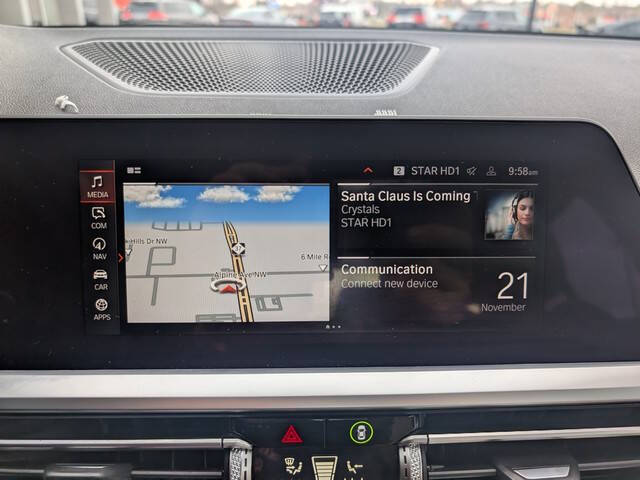 2 STAR HD1 9:58am
MEDIA
COM
NAV
CAR
APPS
Hills Dr NW
6 Mile R
Alpine Ave NW
Santa Claus Is Coming
Crystals
STAR HD1
Communication
Connect new device
21
November